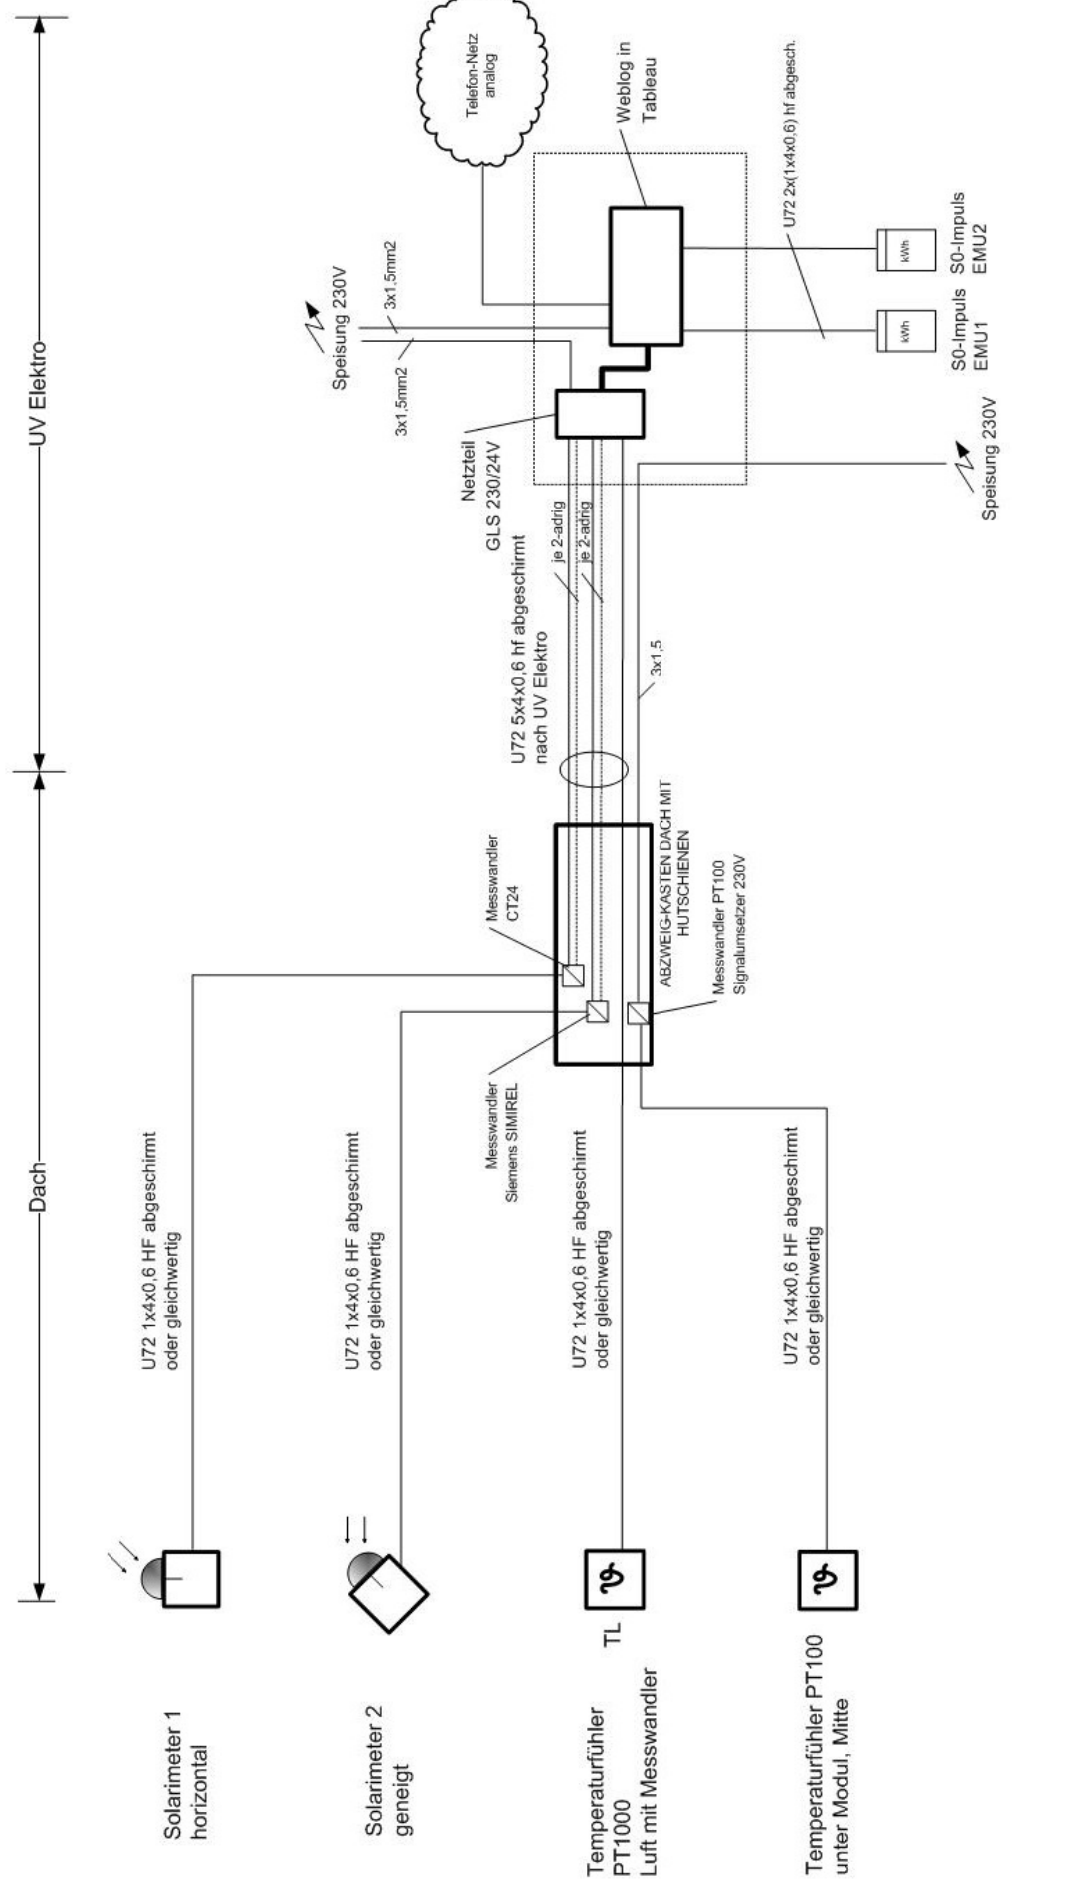 Dach
UV Elektro
Solarimeter 1
horizontal
U72 1x4x0,6 HF abgeschirmt
oder gleichwertig
Solarimeter 2
geneigt
U72 1x4x0,6 HF abgeschirmt
oder gleichwertig
Temperaturfühler
PT1000
Luft mit Messwandler
TL
ϑ
U72 1x4x0,6 HF abgeschirmt
oder gleichwertig
Temperaturfühler PT100
unter Modul, Mitte
ϑ
U72 1x4x0,6 HF abgeschirmt
oder gleichwertig
Messwandler
Siemens SIMIREL
Messwandler
CT24
ABZWEIG-KASTEN DACH MIT
HUTSCHIENEN
Messwandler PT100
Signalumsetzer 230V
U72 5x4x0,6 hf abgeschirmt
nach UV Elektro
je 2-adrig
je 2-adrig
3x1,5
Netzteil
GLS 230/24V
Speisung 230V
3x1,5mm2
3x1,5mm2
Telefon-Netz
analog
Weblog in
Tableau
U72 2x(1x4x0,6) hf abgesch.
kWh
S0-Impuls
EMU1
kWh
S0-Impuls
EMU2
Speisung 230V